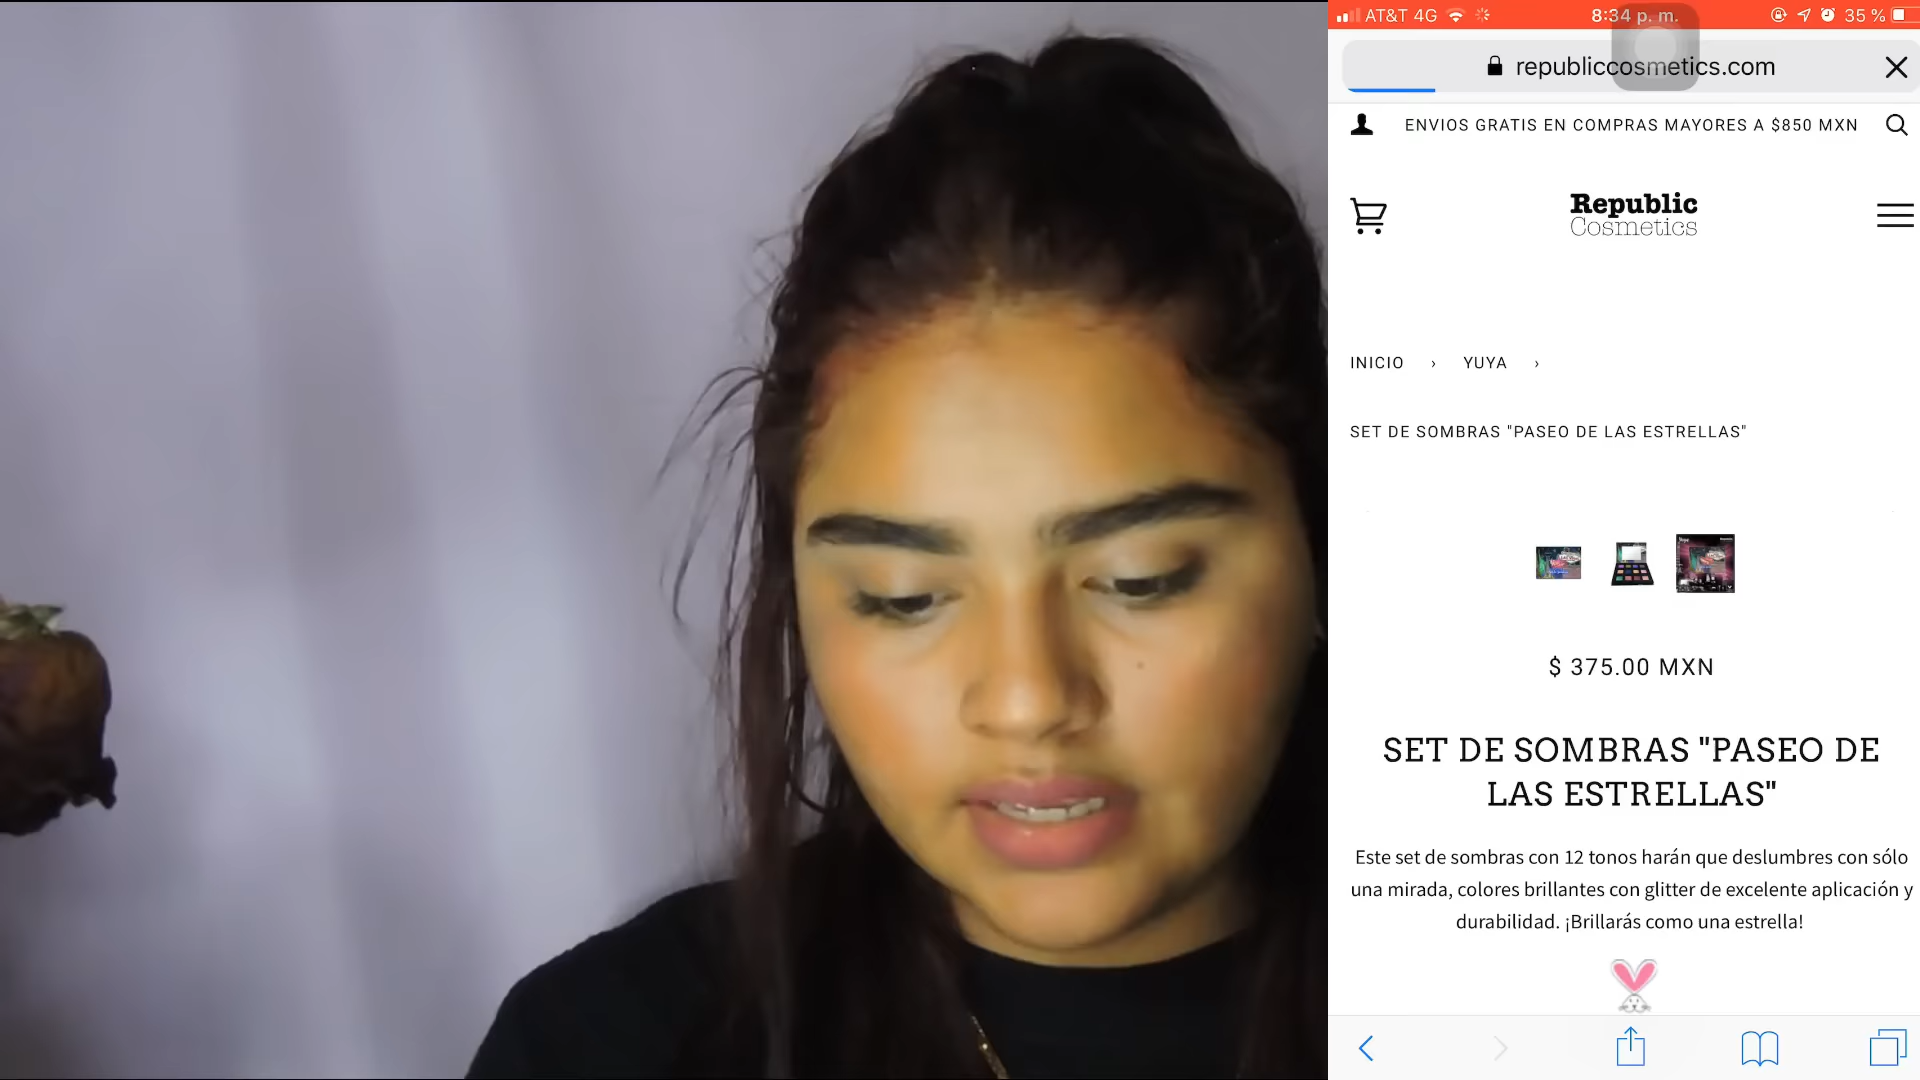 AT&T 4G 8:34 p. m. 35 %
republiccosmetics.com
ENVIOS GRATIS EN COMPRAS MAYORES A $850 MXN
Republic
Cosmetics
INICIO › YUYA ›
SET DE SOMBRAS "PASEO DE LAS ESTRELLAS"
$ 375.00 MXN
SET DE SOMBRAS "PASEO DE
LAS ESTRELLAS"
Este set de sombras con 12 tonos harán que deslumbres con sólo
una mirada, colores brillantes con glitter de excelente aplicación y
durabilidad. ¡Brillarás como una estrella!